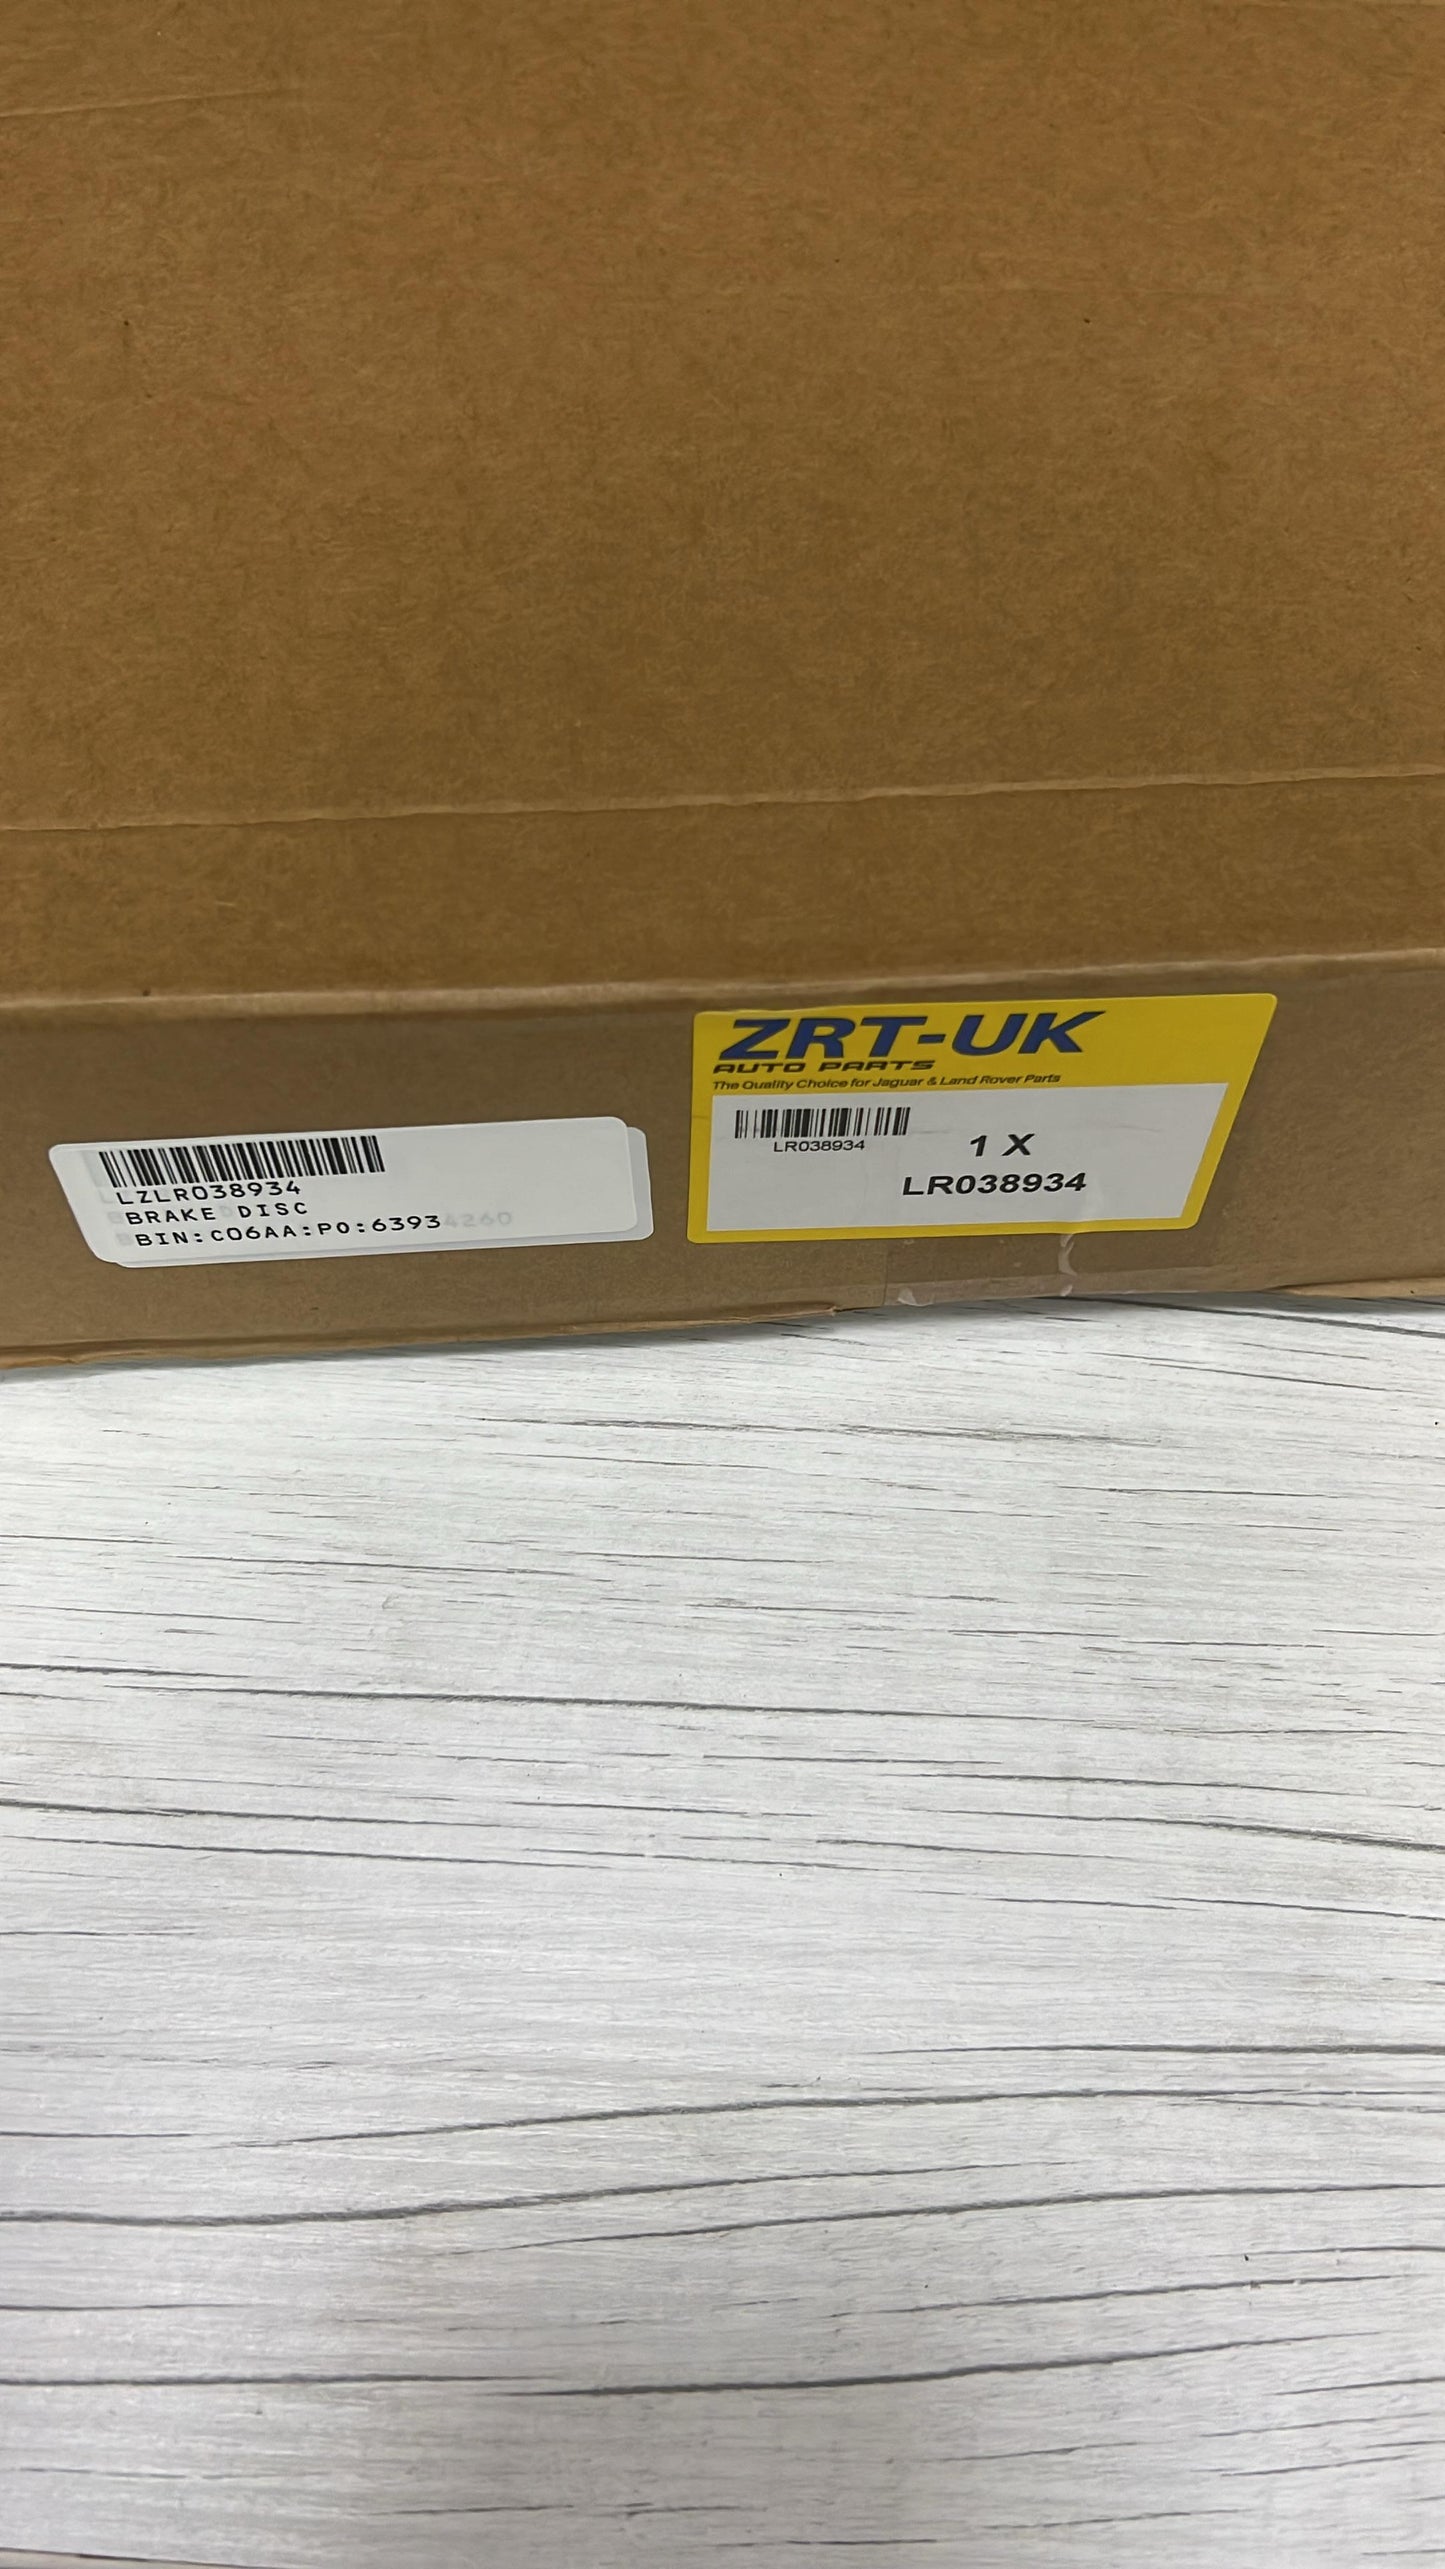 ZRT-UK
AUTO PARTS
The Quality Choice for Jaguar & Land Rover Parts
LR038934
1 X
LR038934
LZLR038934
BRAKE DISC
BIN:C06AA:PO:6393